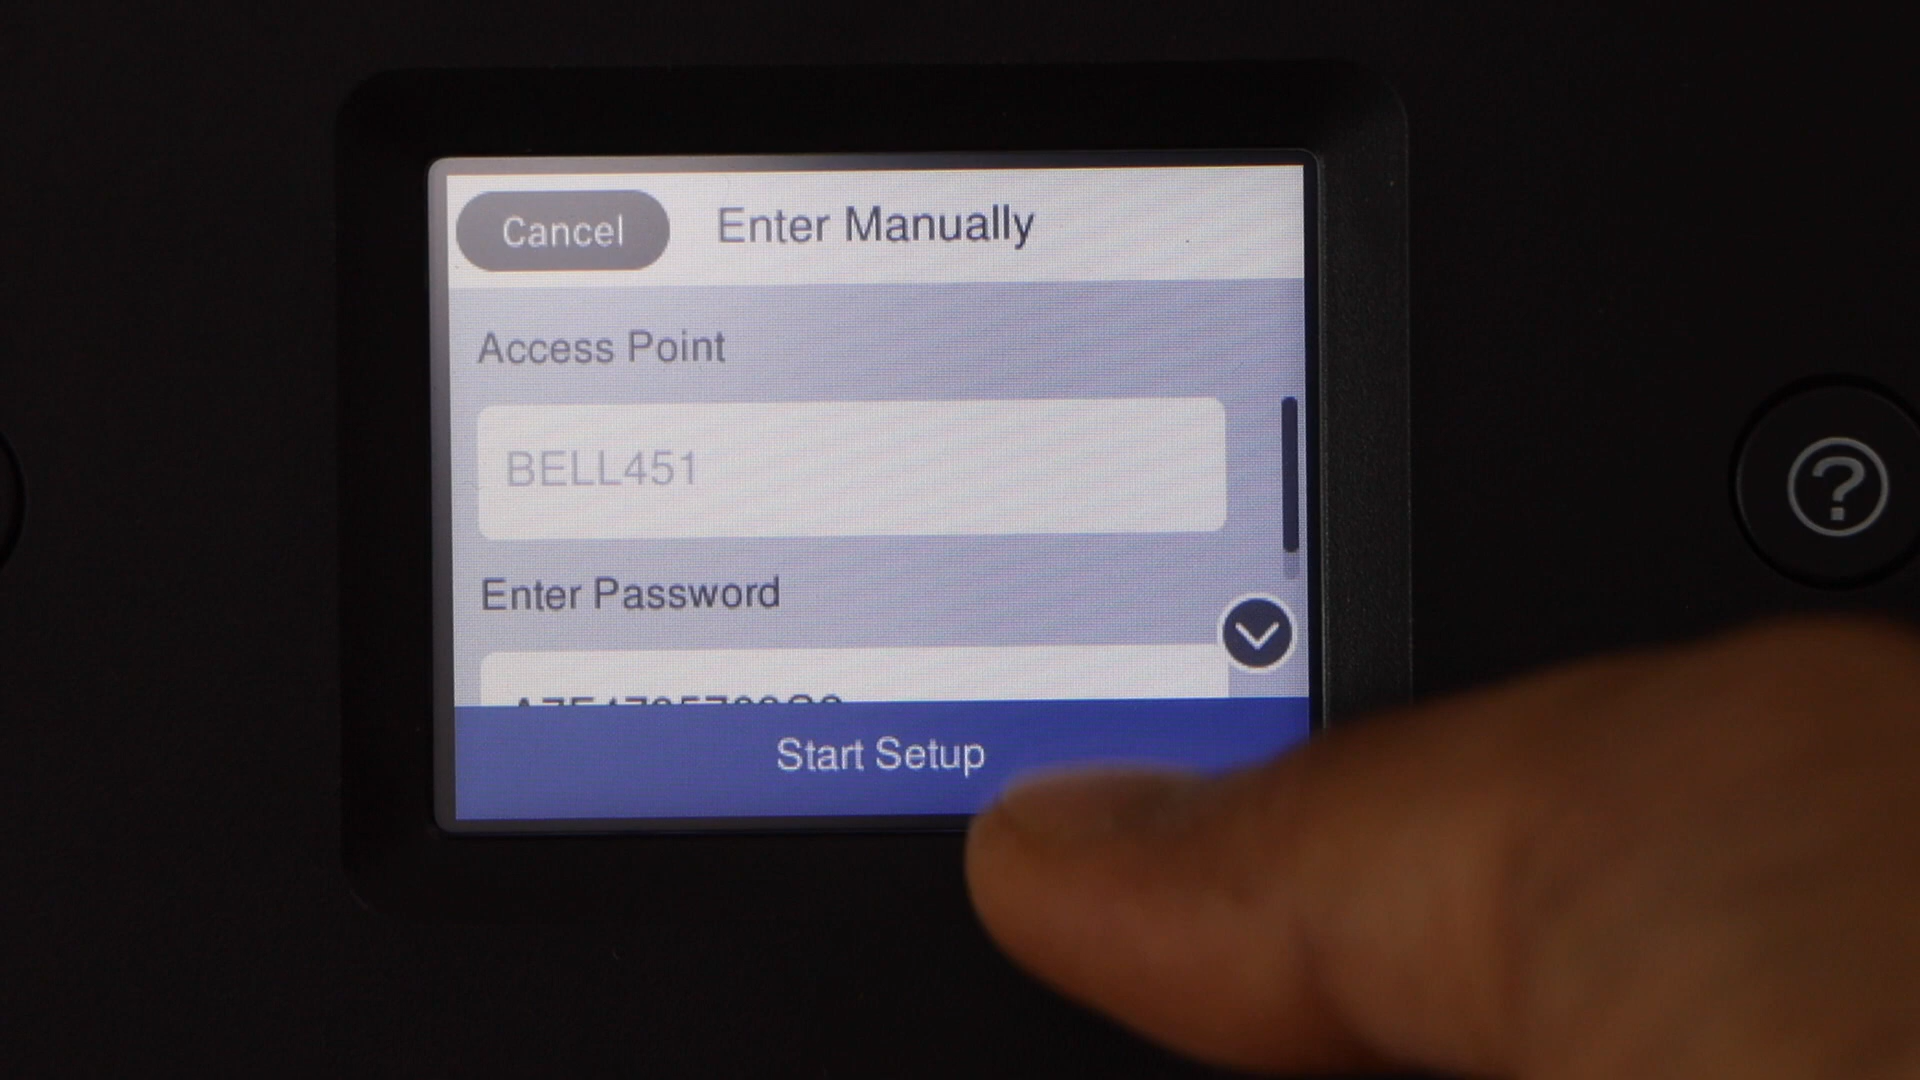 Cancel
Enter Manually
Access Point
BELL451
Enter Password
Start Setup
?